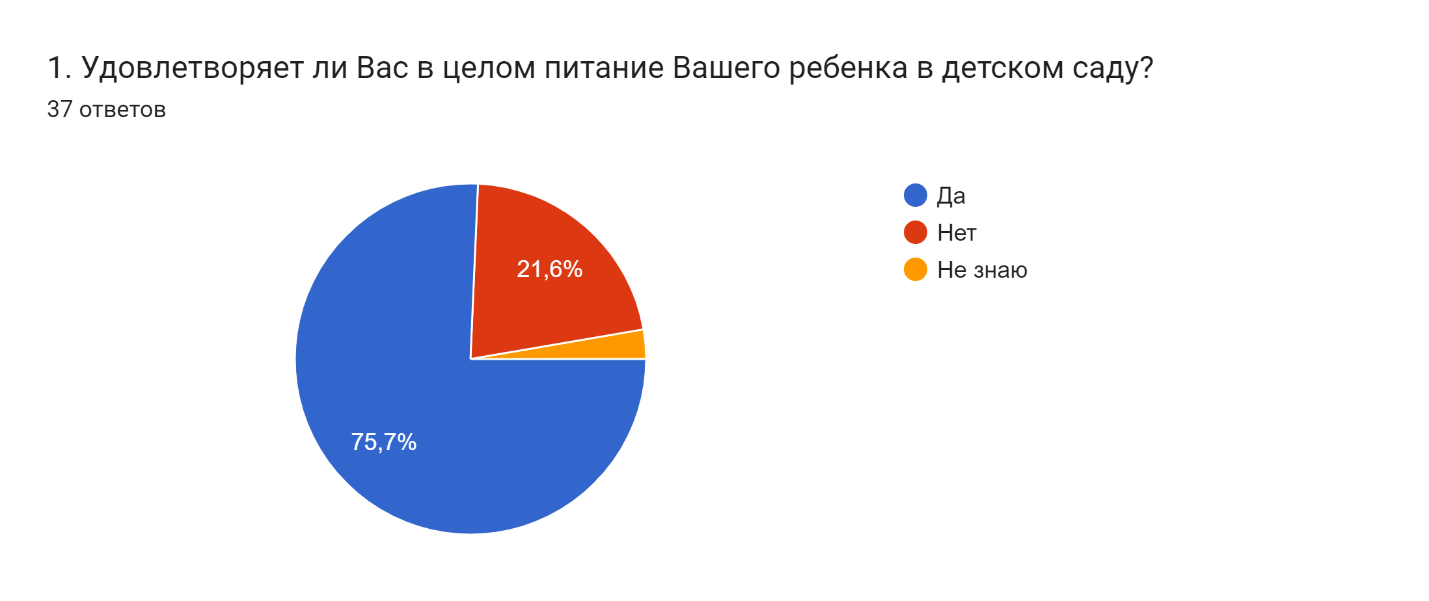 1. Удовлетворяет ли Вас в целом питание Вашего ребенка в детском саду?
37 ответов
Да
Нет
Не знаю
21,6%
75,7%